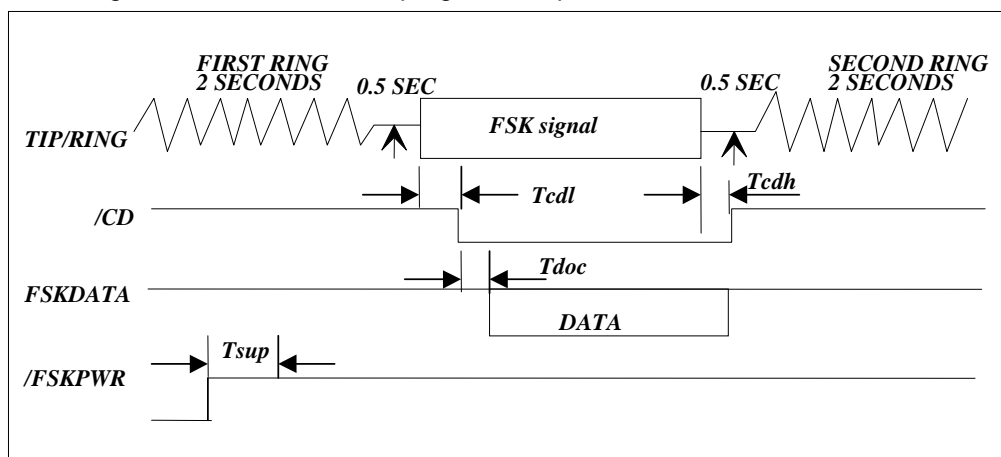 FIRST RING
2 SECONDS
0.5 SEC
0.5 SEC
SECOND RING
2 SECONDS
TIP/RING
FSK signal
Tcdl
Tcdh
/CD
Tdoc
FSKDATA
DATA
Tsup
/FSKPWR